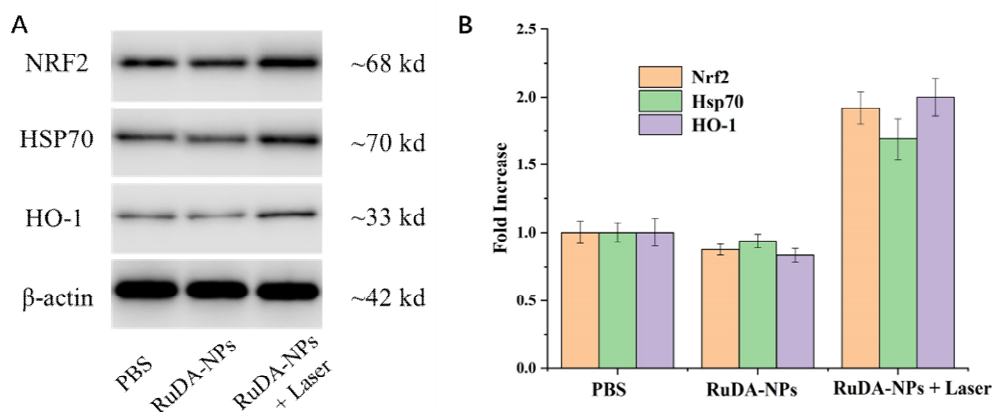 A
NRF2 ~68 kd
HSP70 ~70 kd
HO-1 ~33 kd
β-actin ~42 kd
PBS
RuDA-NPs
RuDA-NPs
+ Laser
B
2.5
2.0
1.5
1.0
0.5
0.0
Fold Increase
Nrf2
Hsp70
HO-1
PBS RuDA-NPs RuDA-NPs + Laser